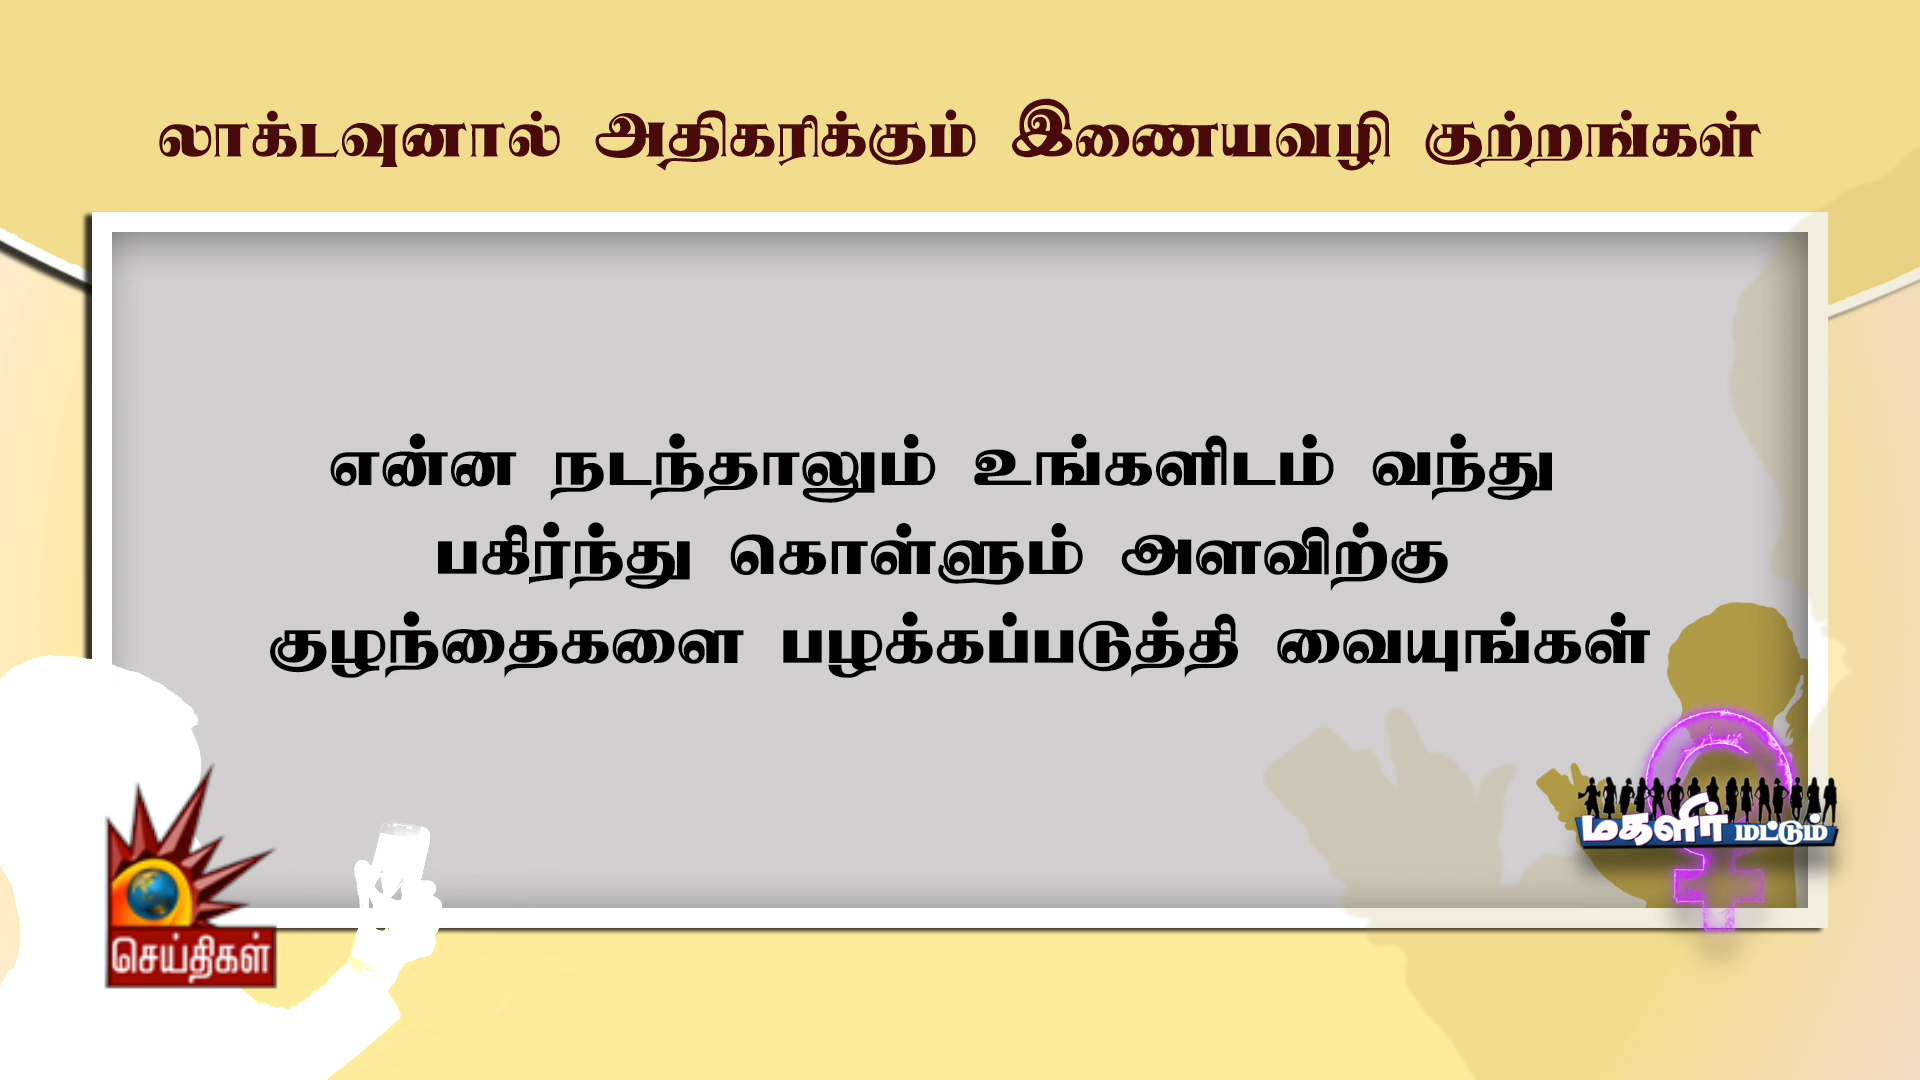 லாக்டவுனால் அதிகரிக்கும் இணையவழி குற்றங்கள்
என்ன நடந்தாலும் உங்களிடம் வந்து
பகிர்ந்து கொள்ளும் அளவிற்கு
குழந்தைகளை பழக்கப்படுத்தி வையுங்கள்
மகளிர் மட்டும்
செய்திகள்